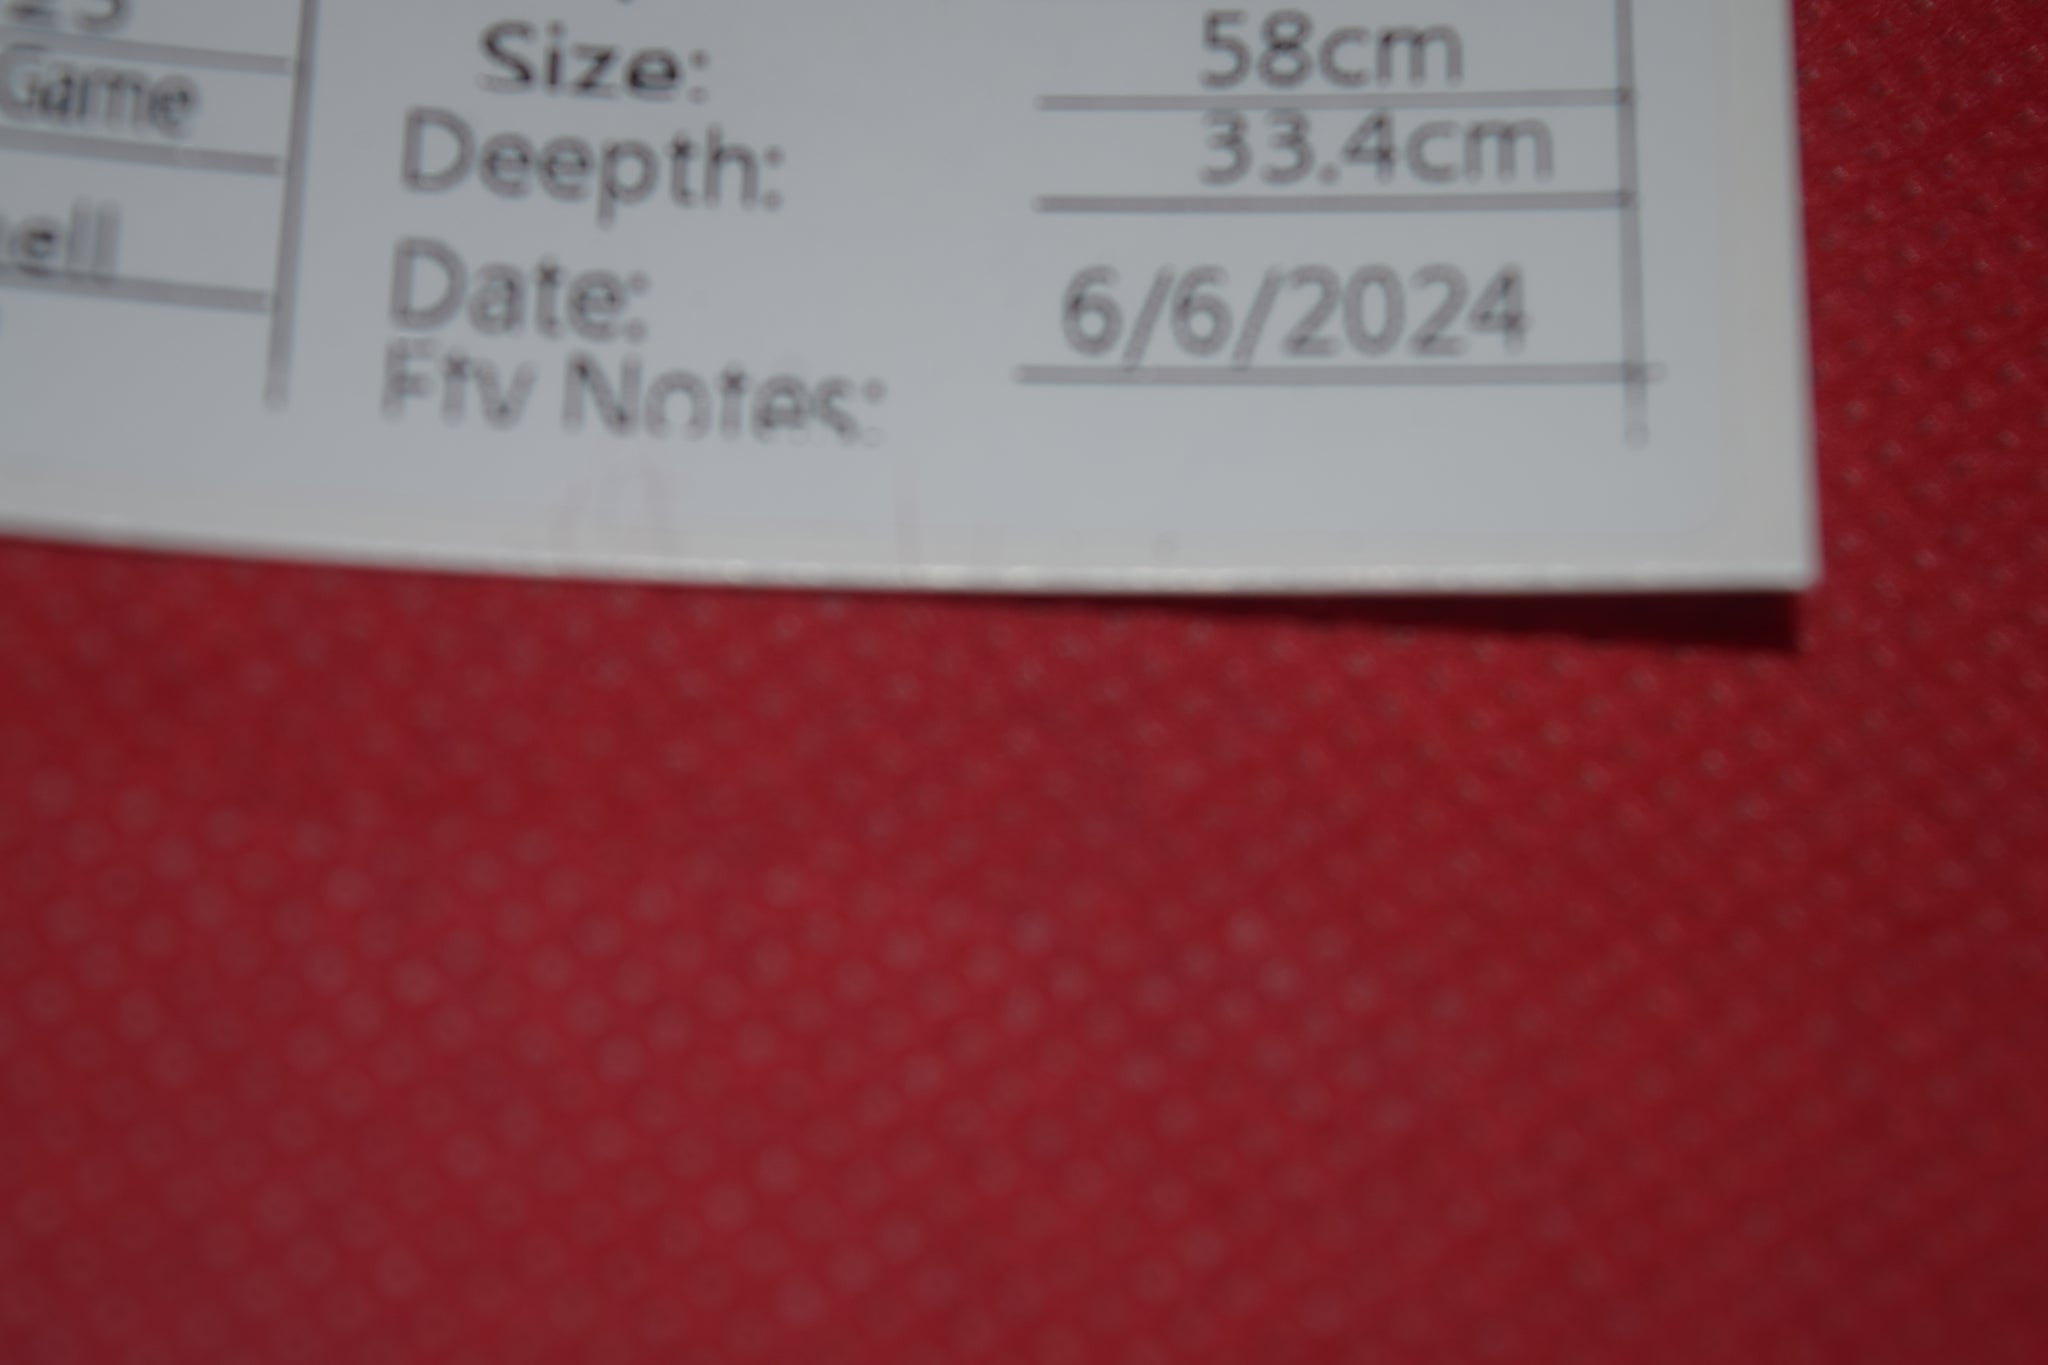 Game
Size: 58cm
Deepth: 33.4cm
Date: 6/6/2024
Notes: